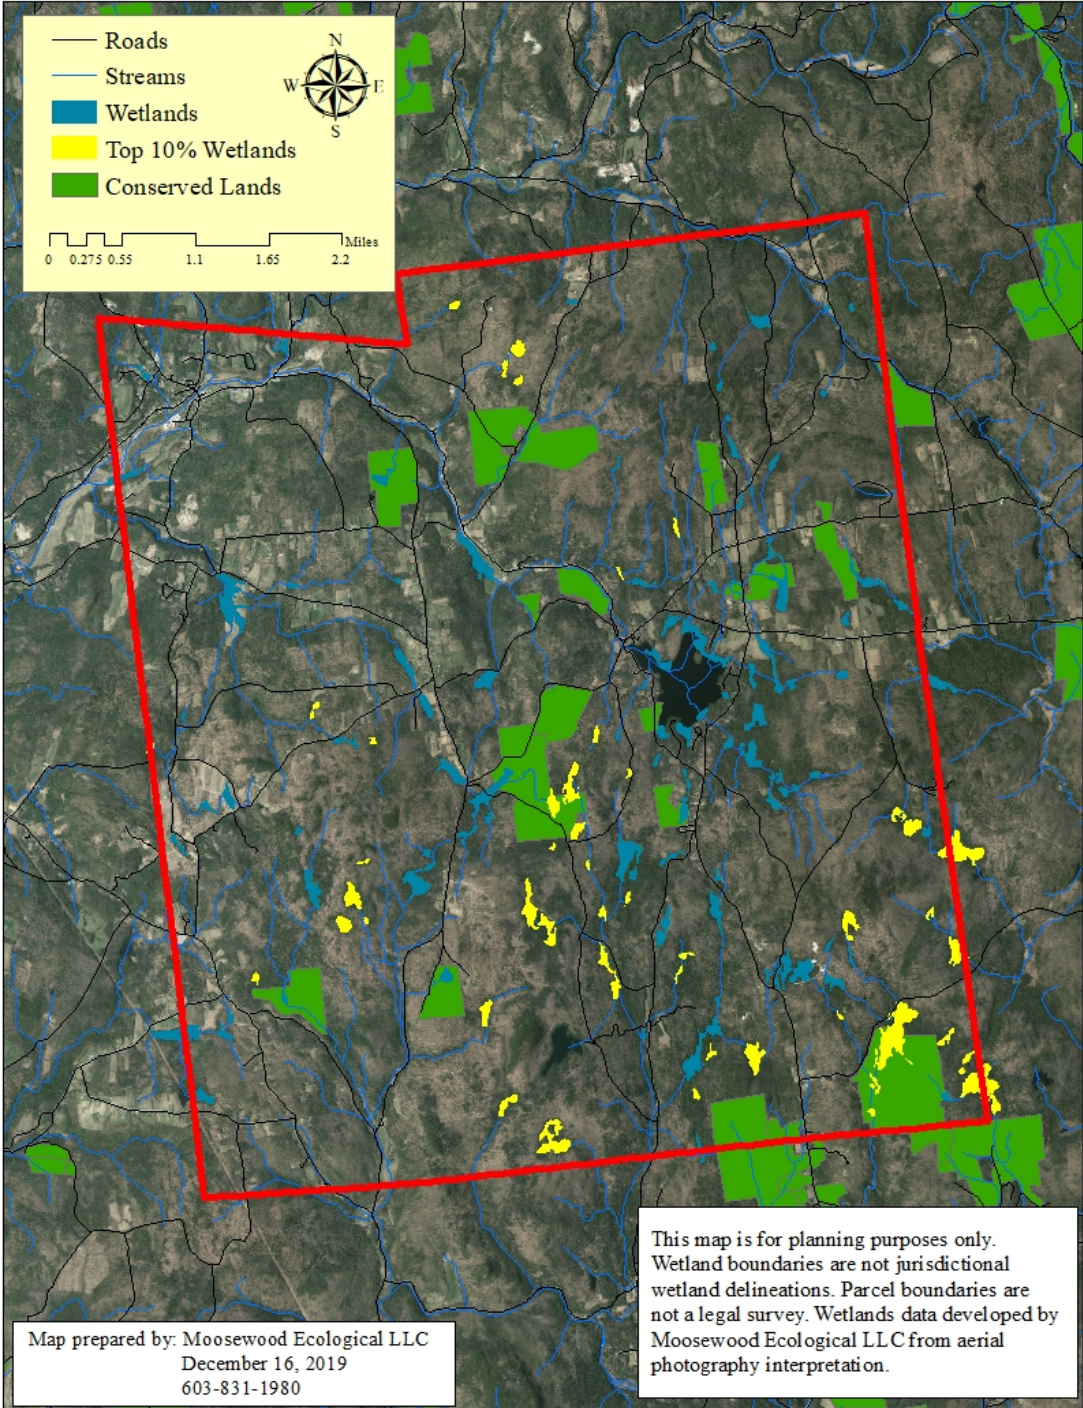 Roads
Streams
Wetlands
Top 10% Wetlands
Conserved Lands
N
W E
S
Miles
0 0.275 0.55 1.1 1.65 2.2
This map is for planning purposes only.
Wetland boundaries are not jurisdictional
wetland delineations. Parcel boundaries are
not a legal survey. Wetlands data developed by
Moosewood Ecological LLC from aerial
photography interpretation.
Map prepared by: Moosewood Ecological LLC
December 16, 2019
603-831-1980